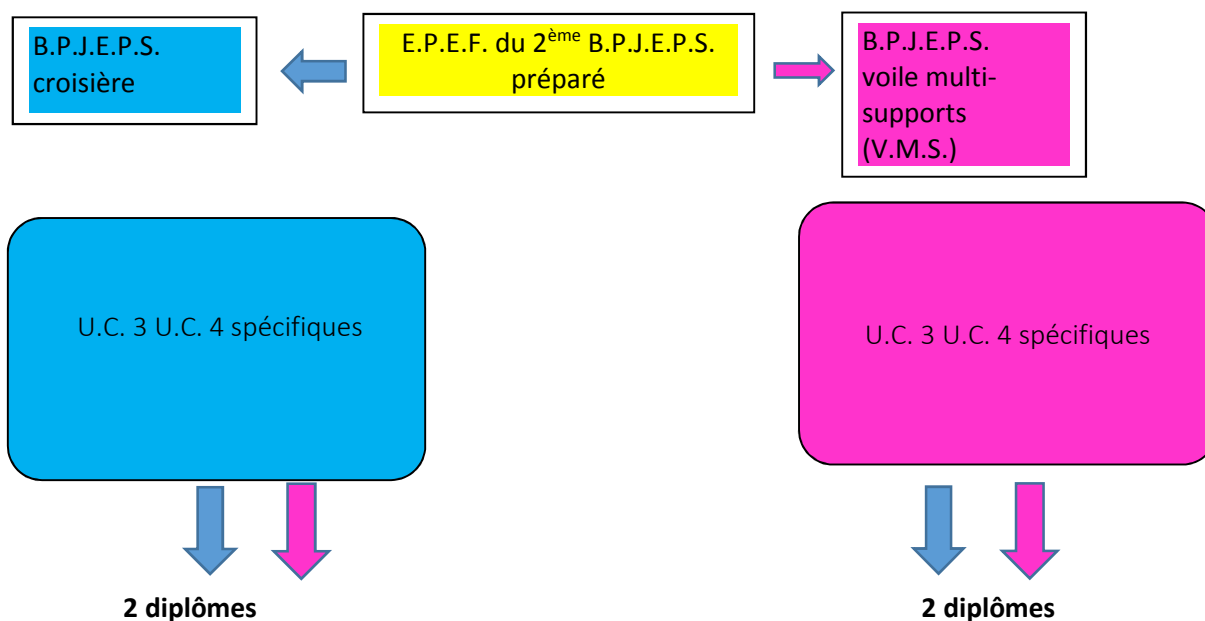 B.P.J.E.P.S.
croisière
E.P.E.F. du 2ème B.P.J.E.P.S.
préparé
B.P.J.E.P.S.
voile multi-
supports
(V.M.S.)
U.C. 3 U.C. 4 spécifiques
U.C. 3 U.C. 4 spécifiques
2 diplômes
2 diplômes